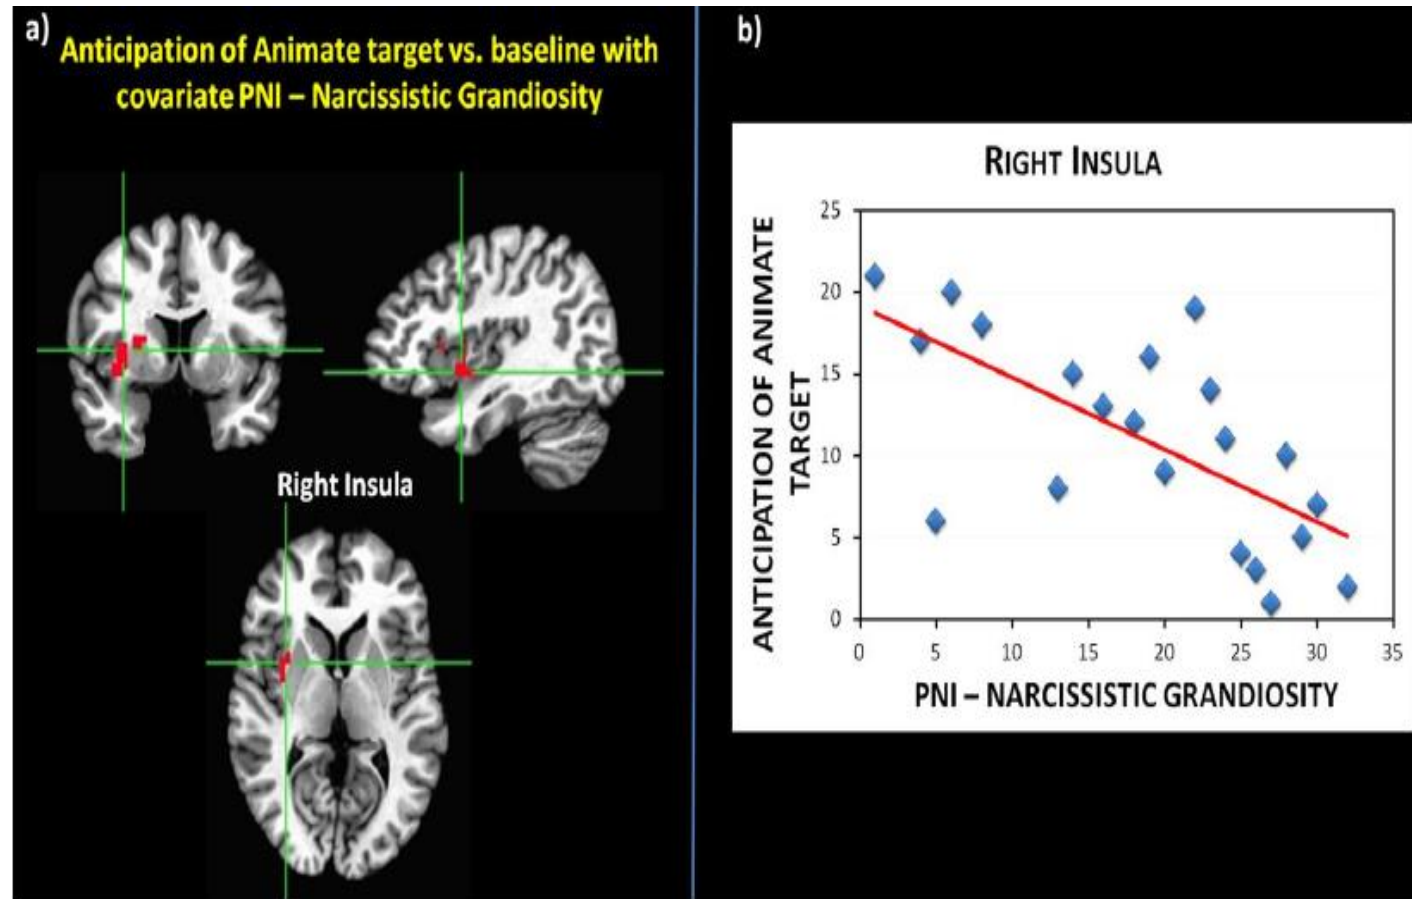 a)
Anticipation of Animate target vs. baseline with
covariate PNI – Narcissistic Grandiosity
Right Insula
b)
RIGHT INSULA
ANTICIPATION OF ANIMATE
TARGET
25
20
15
10
5
0
0 5 10 15 20 25 30 35
PNI – NARCISSISTIC GRANDIOSITY